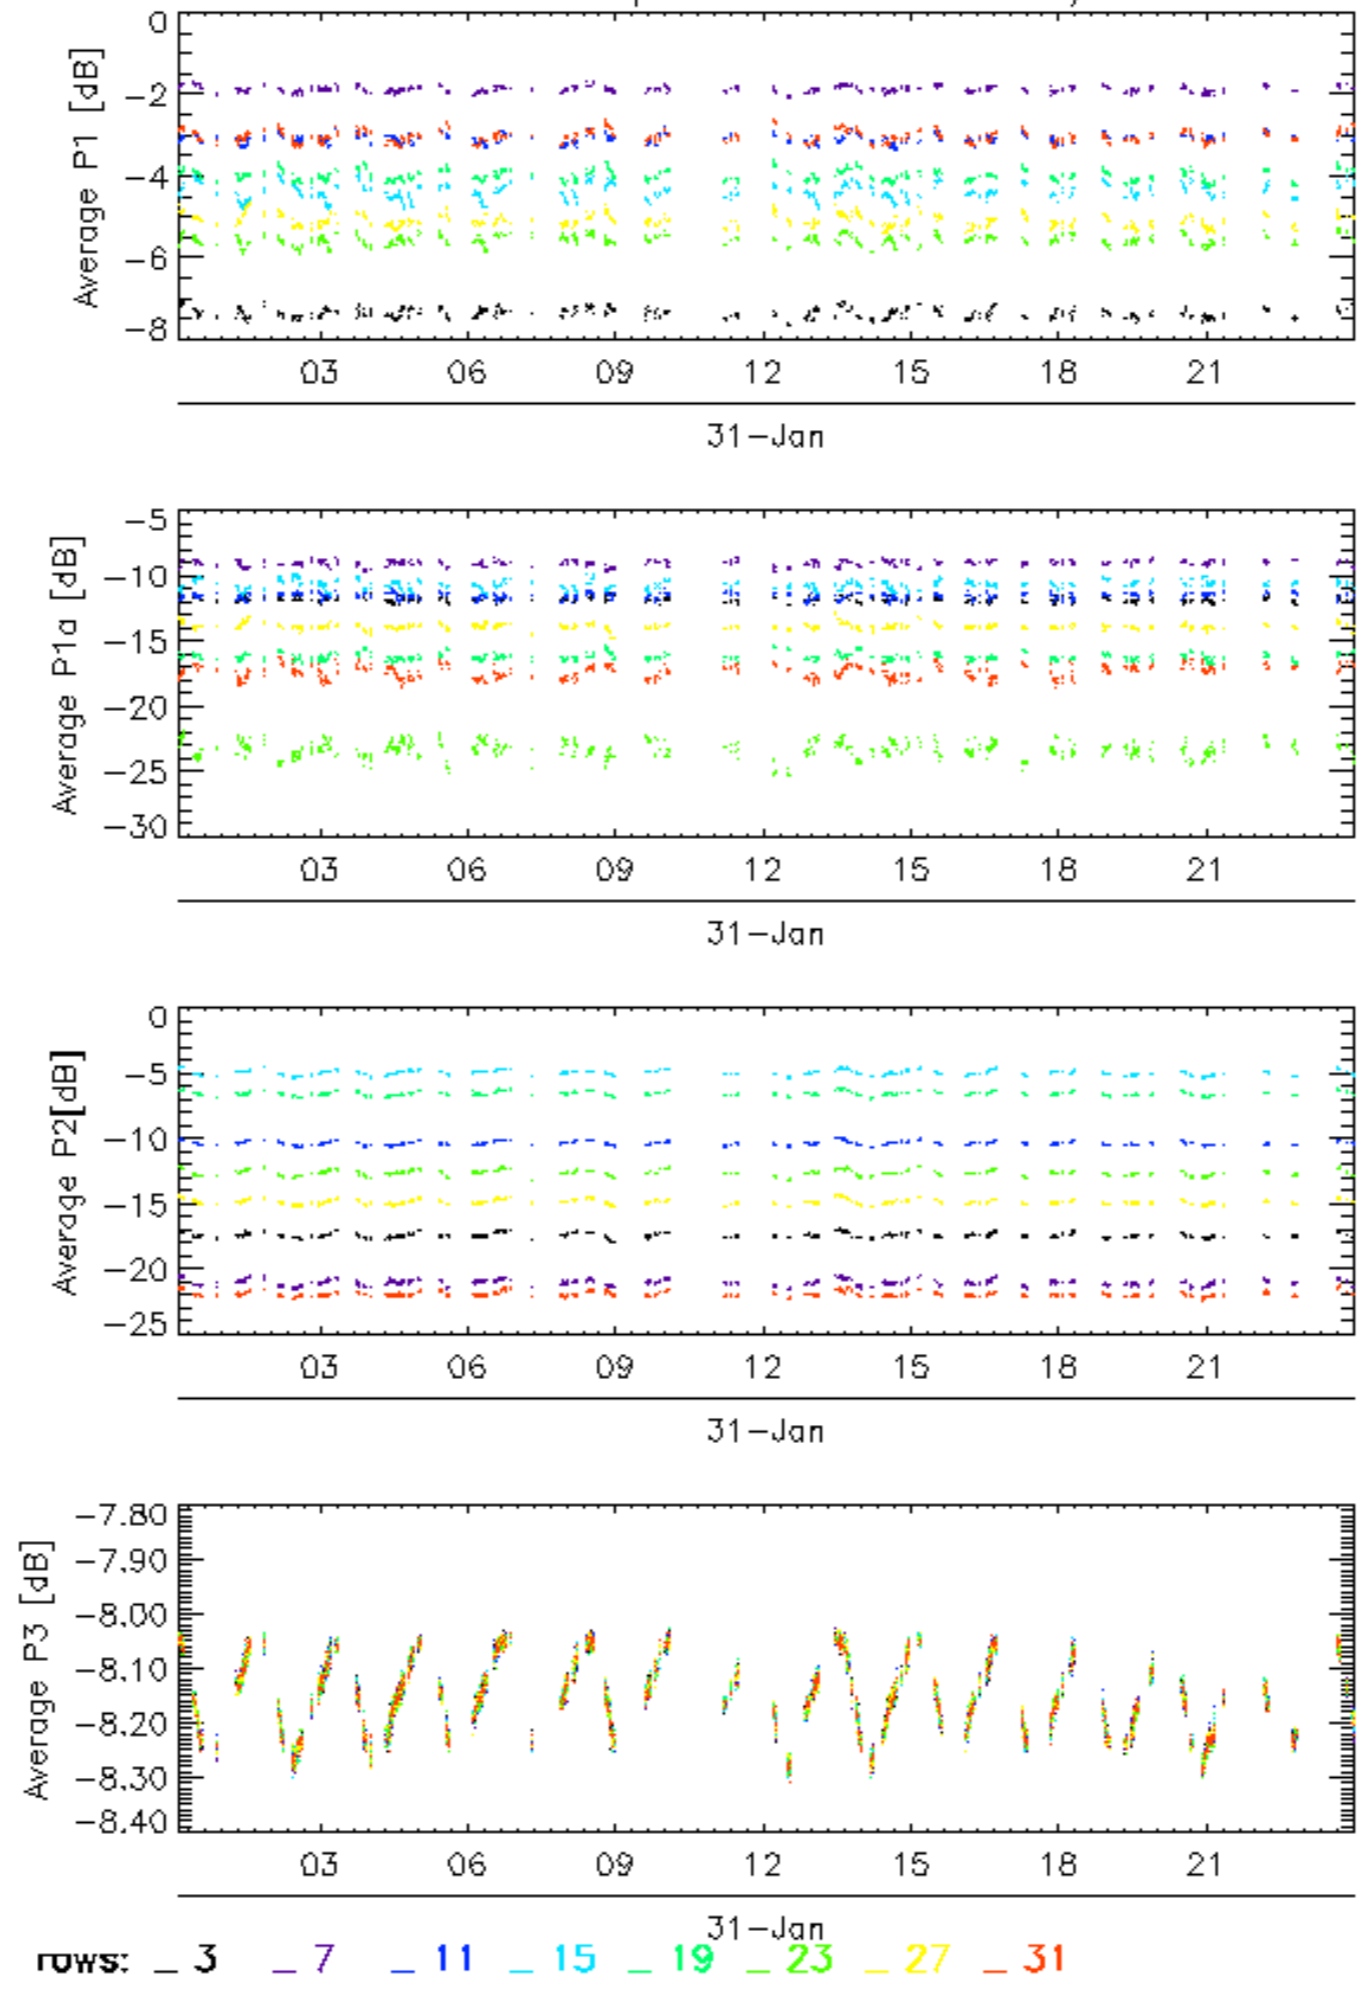 0
Average P1 [dB]
-2
-4
-6
-8
03 06 09 12 15 18 21
31-Jan
-5
Average P1a [dB]
-10
-15
-20
-25
-30
03 06 09 12 15 18 21
31-Jan
0
Average P2[dB]
-5
-10
-15
-20
-25
03 06 09 12 15 18 21
31-Jan
-7.80
Average P3 [dB]
-7.90
-8.00
-8.10
-8.20
-8.30
-8.40
03 06 09 12 15 18 21
31-Jan
rows: _ 3 _ 7 _ 11 _ 15 _ 19 _ 23 _ 27 _ 31